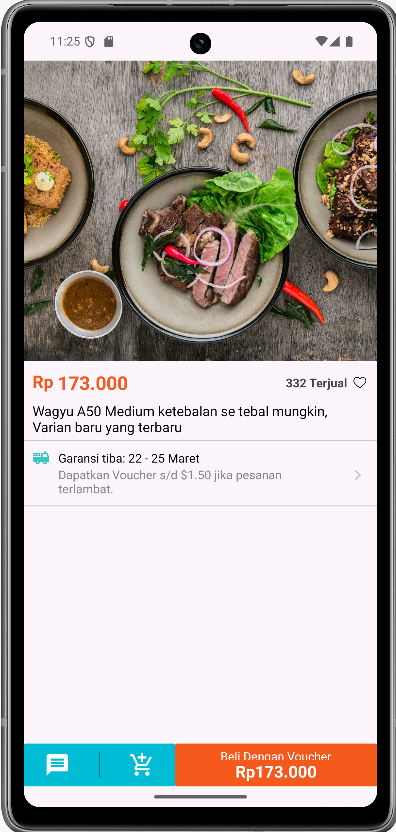 11:25
Rp 173.000
332 Terjual
Wagyu A50 Medium ketebalan se tebal mungkin,
Varian baru yang terbaru
Garansi tiba: 22 - 25 Maret
Dapatkan Voucher s/d $1.50 jika pesanan
terlambat.
Beli Dengan Voucher
Rp173.000